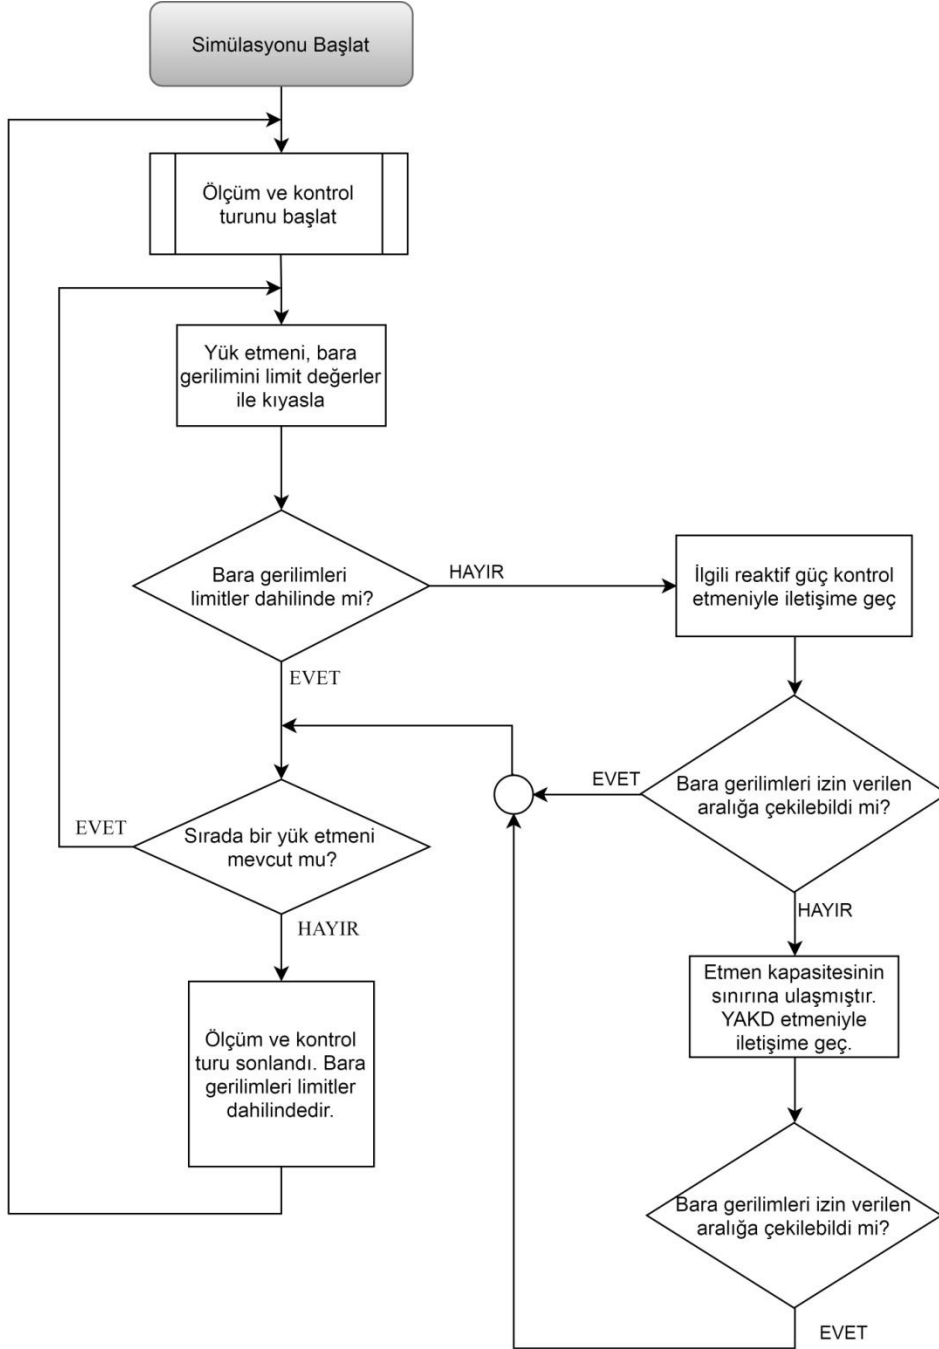 Simülasyonu Başlat
Ölçüm ve kontrol
turunu başlat
Yük etmeni, bara
gerilimini limit değerler
ile kıyasla
Bara gerilimleri
limitler dahilinde mi?
HAYIR
İlgili reaktif güç kontrol
etmeniyle iletişime geç
EVET
Bara gerilimleri izin verilen
aralığa çekilebildi mi?
EVET
Sırada bir yük etmeni
mevcut mu?
EVET
HAYIR
HAYIR
Etmen kapasitesinin
sınırına ulaşmıştır.
YAKD etmeniyle
iletişime geç.
Ölçüm ve kontrol
turu sonlandı. Bara
gerilimleri limitler
dahilindedir.
Bara gerilimleri izin verilen
aralığa çekilebildi mi?
EVET